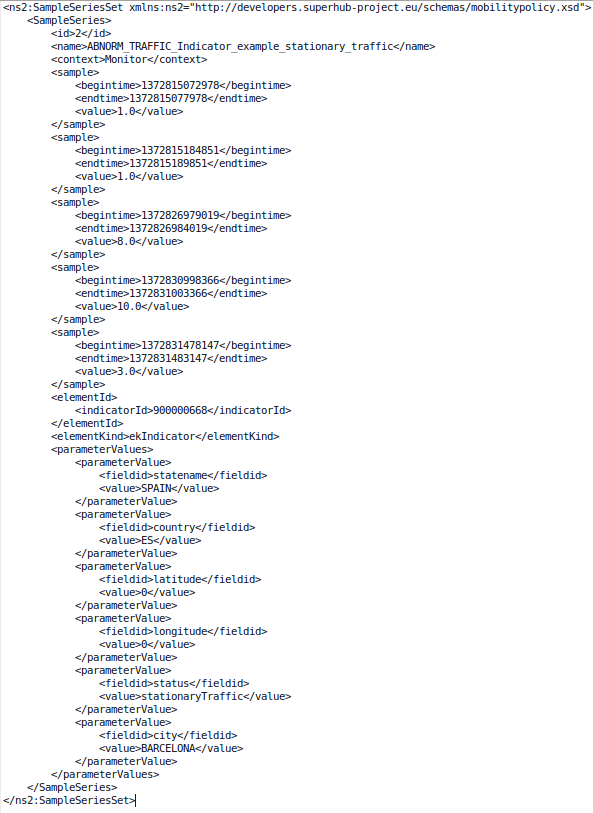 <ns2:SampleSeriesSet xmlns:ns2="http://developers.superhub-project.eu/schemas/mobilitypolicy.xsd">
    <SampleSeries>
        <id>2</id>
        <name>ABNORM_TRAFFIC_Indicator_example_stationary_traffic</name>
        <context>Monitor</context>
        <sample>
            <begintime>1372815072978</begintime>
            <endtime>1372815077978</endtime>
            <value>1.0</value>
        </sample>
        <sample>
            <begintime>1372815184851</begintime>
            <endtime>1372815189851</endtime>
            <value>1.0</value>
        </sample>
        <sample>
            <begintime>1372826979019</begintime>
            <endtime>1372826984019</endtime>
            <value>8.0</value>
        </sample>
        <sample>
            <begintime>1372830998366</begintime>
            <endtime>1372831003366</endtime>
            <value>10.0</value>
        </sample>
        <sample>
            <begintime>1372831478147</begintime>
            <endtime>1372831483147</endtime>
            <value>3.0</value>
        </sample>
        <elementId>
            <indicatorId>900000668</indicatorId>
        </elementId>
        <elementKind>ekIndicator</elementKind>
        <parameterValues>
            <parameterValue>
                <fieldid>statename</fieldid>
                <value>SPAIN</value>
            </parameterValue>
            <parameterValue>
                <fieldid>country</fieldid>
                <value>ES</value>
            </parameterValue>
            <parameterValue>
                <fieldid>latitude</fieldid>
                <value>0</value>
            </parameterValue>
            <parameterValue>
                <fieldid>longitude</fieldid>
                <value>0</value>
            </parameterValue>
            <parameterValue>
                <fieldid>status</fieldid>
                <value>stationaryTraffic</value>
            </parameterValue>
            <parameterValue>
                <fieldid>city</fieldid>
                <value>BARCELONA</value>
            </parameterValue>
        </parameterValues>
    </SampleSeries>
</ns2:SampleSeriesSet>